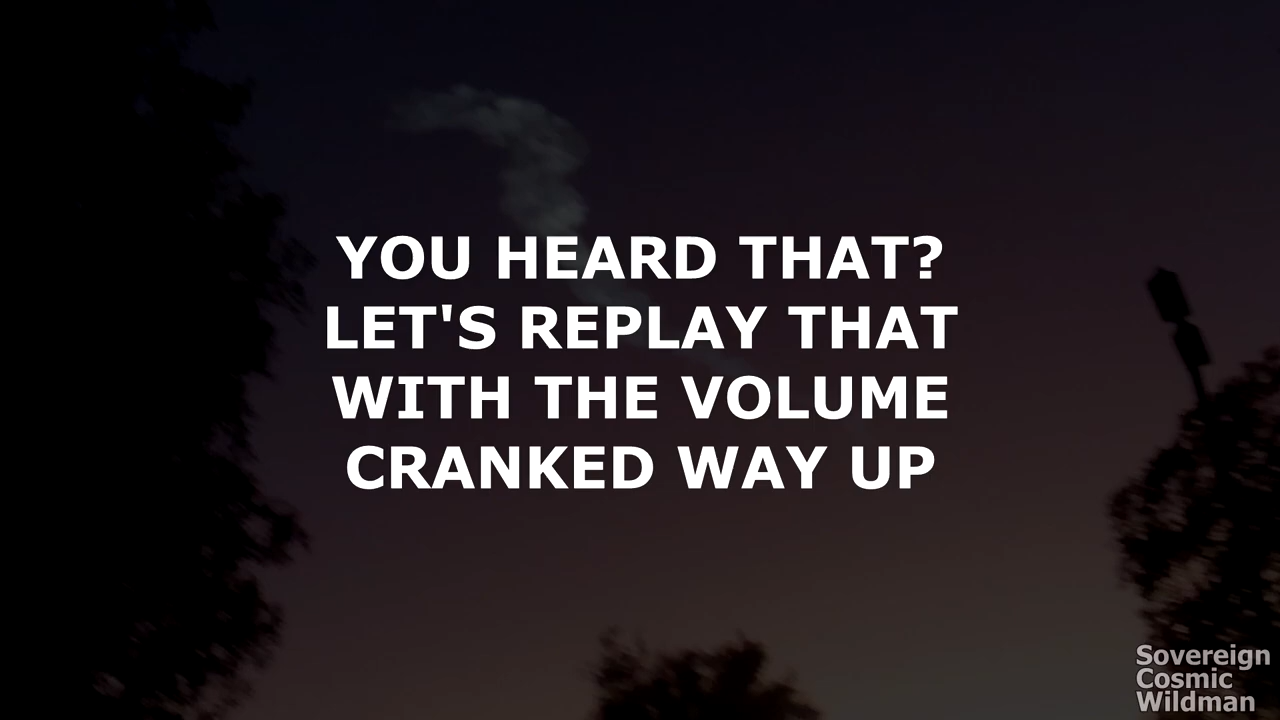 YOU HEARD THAT?
LET'S REPLAY THAT
WITH THE VOLUME
CRANKED WAY UP
Sovereign
Cosmic
Wildman